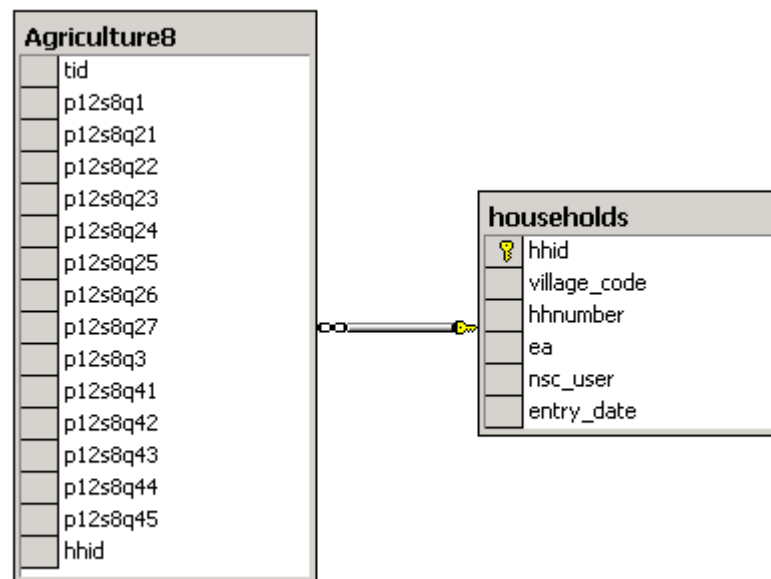 Agriculture8
tid
p12s8q1
p12s8q21
p12s8q22
p12s8q23
p12s8q24
p12s8q25
p12s8q26
p12s8q27
p12s8q3
p12s8q41
p12s8q42
p12s8q43
p12s8q44
p12s8q45
hhid
households
hhid
village_code
hhnumber
ea
nsc_user
entry_date